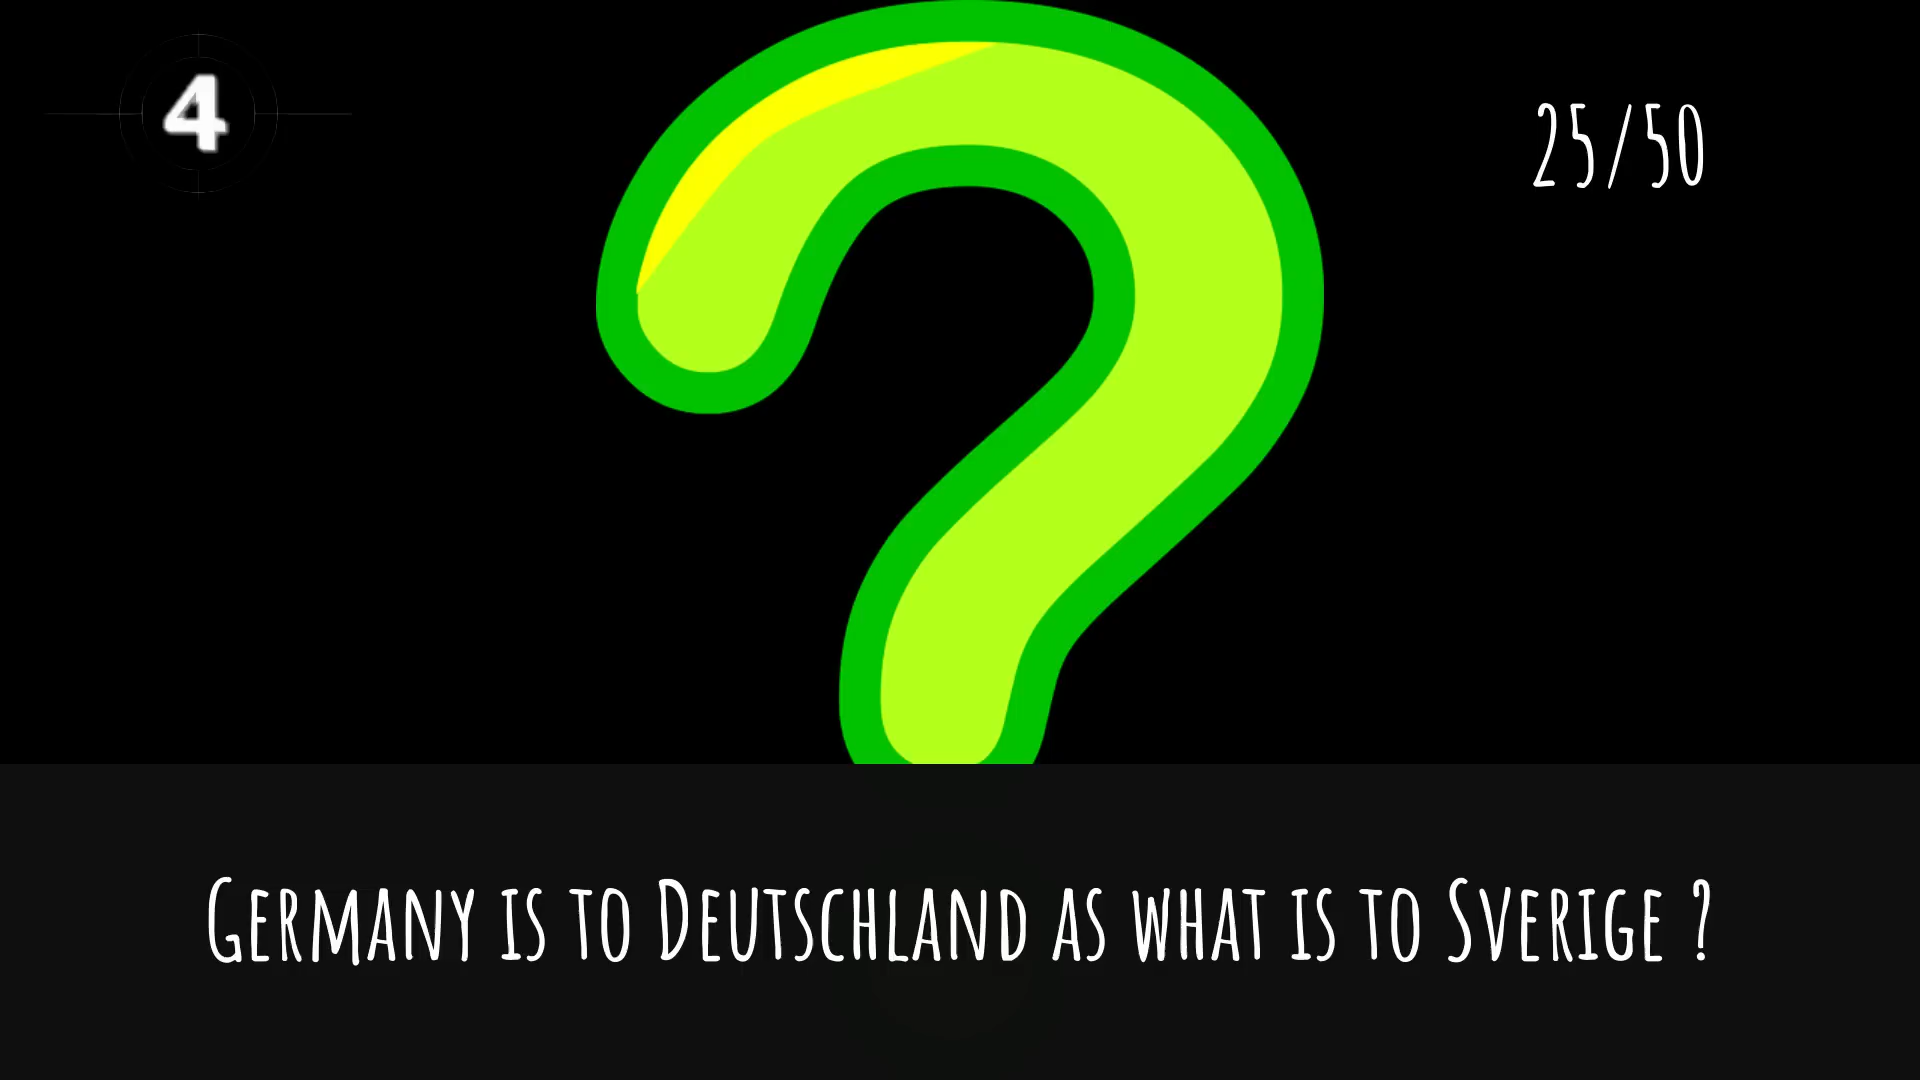 4
25/50
Germany is to Deutschland as what is to Sverige ?